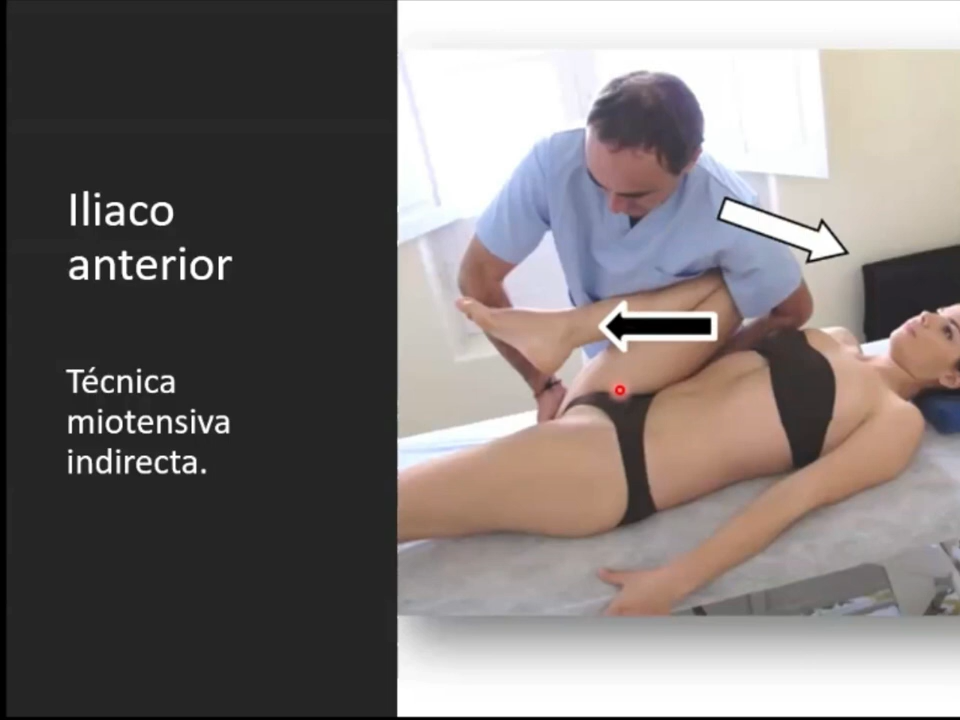 Iliaco
anterior
Técnica
miotensiva
indirecta.